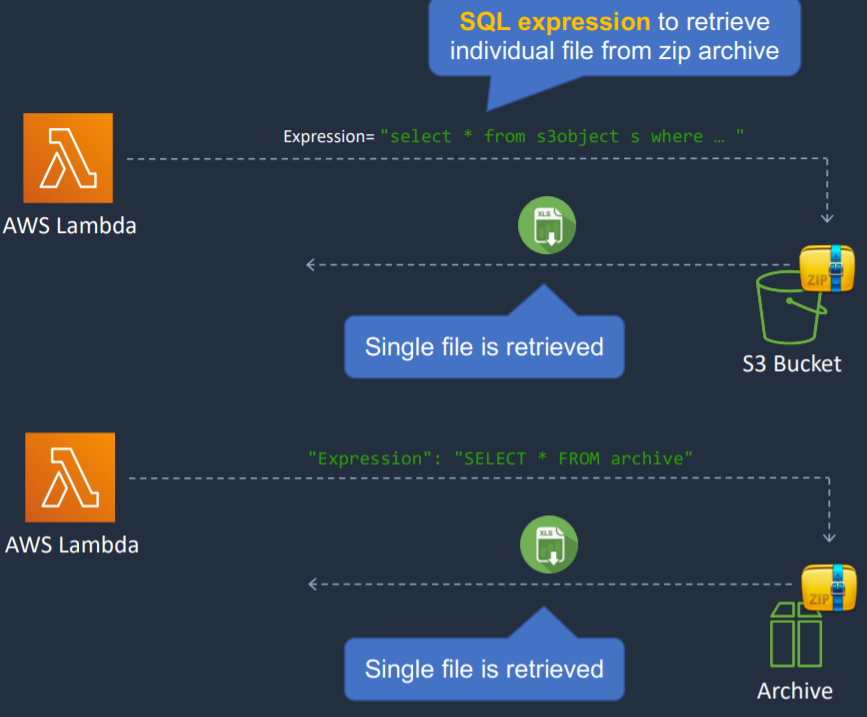 SQL expression to retrieve
individual file from zip archive
Expression= "select * from s3object s where … "
AWS Lambda
XLS
ZIP
Single file is retrieved
S3 Bucket
"Expression": "SELECT * FROM archive"
AWS Lambda
XLS
ZIP
Single file is retrieved
Archive